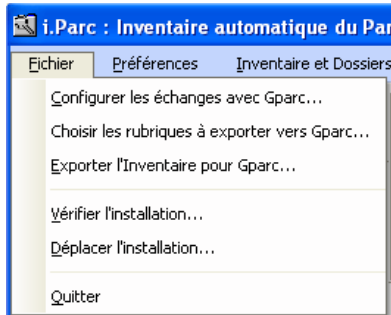 i.Parc : Inventaire automatique du Par
Fichier Préférences Inventaire et Dossiers
Configurer les échanges avec Gparc...
Choisir les rubriques à exporter vers Gparc...
Exporter l'Inventaire pour Gparc...
Vérifier l'installation...
Déplacer l'installation...
Quitter